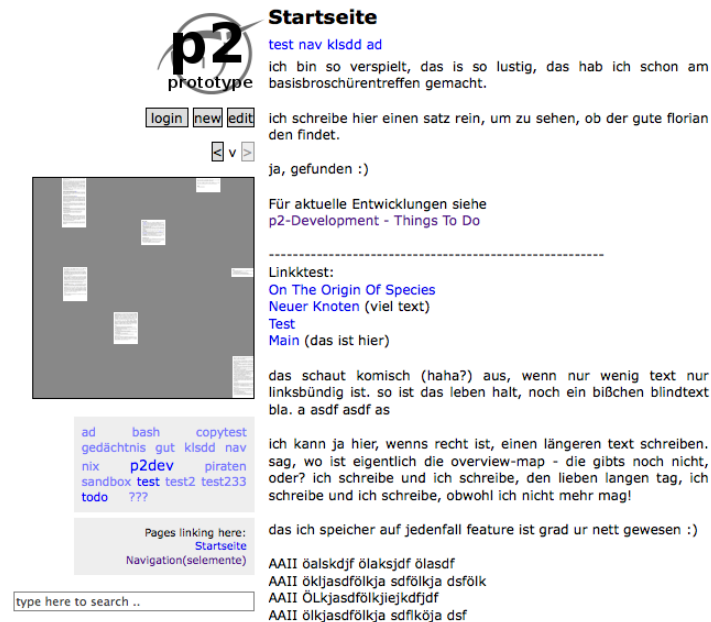 p2
prototype
login new edit
< v >
ad bash copytest
gedächtnis gut klsdd nav
nix p2dev piraten
sandbox test test2 test233
todo ???
Pages linking here:
Startseite
Navigation(selemente)
type here to search ..
Startseite
test nav klsdd ad
ich bin so verspielt, das is so lustig, das hab ich schon am
basisbroschürentreffen gemacht.
ich schreibe hier einen satz rein, um zu sehen, ob der gute florian
den findet.
ja, gefunden :)
Für aktuelle Entwicklungen siehe
p2-Development - Things To Do
--------------------------------------------------------
Linkktest:
On The Origin Of Species
Neuer Knoten (viel text)
Test
Main (das ist hier)
das schaut komisch (haha?) aus, wenn nur wenig text nur
linksbündig ist. so ist das leben halt, noch ein bißchen blindtext
bla. a asdf asdf as
ich kann ja hier, wenns recht ist, einen längeren text schreiben.
sag, wo ist eigentlich die overview-map - die gibts noch nicht,
oder? ich schreibe und ich schreibe, den lieben langen tag, ich
schreibe und ich schreibe, obwohl ich nicht mehr mag!
das ich speicher auf jedenfall feature ist grad ur nett gewesen :)
AAII öalskdjf ölaksjdf ölasdf
AAII ökljasdfölkja sdfölkja dsfölk
AAII ÖLkjasdfölkjiejkdfjdf
AAII ölkjasdfölkja sdflköja dsf